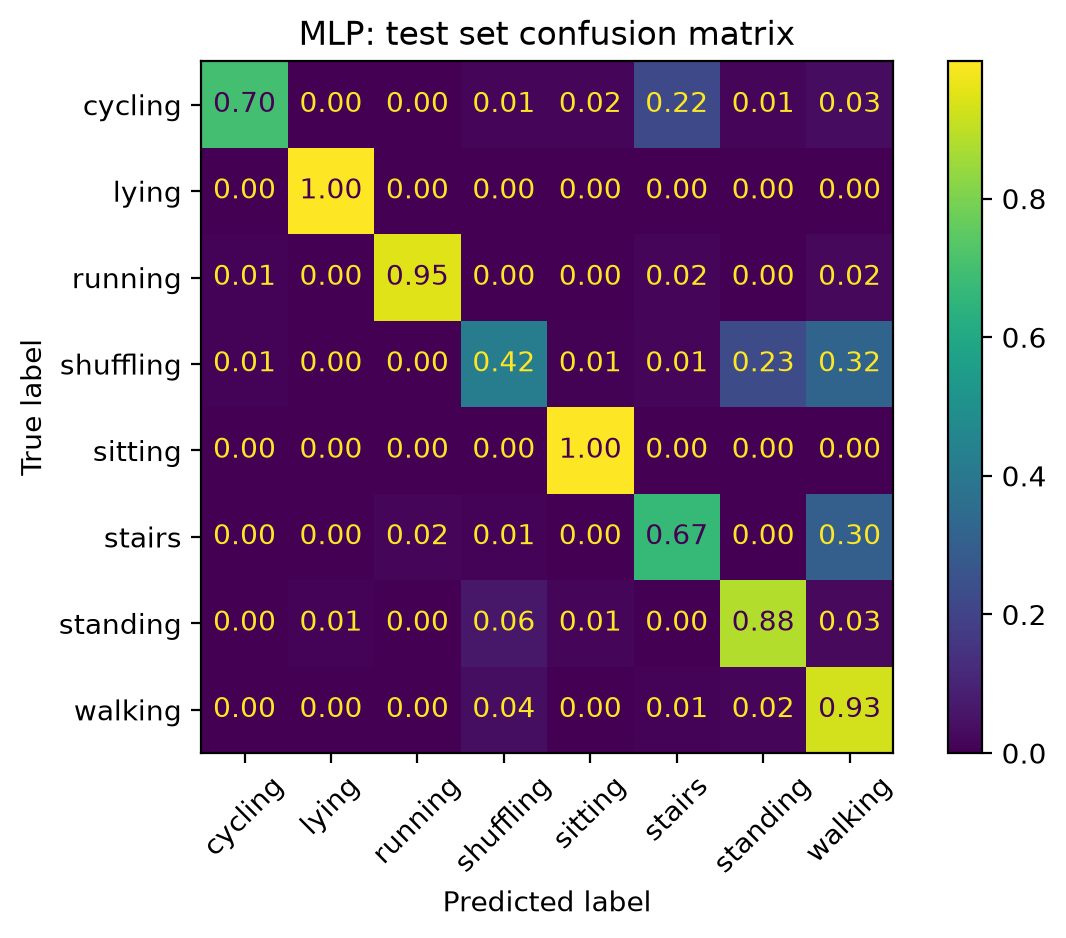 MLP: test set confusion matrix
cycling 0.70 0.00 0.00 0.01 0.02 0.22 0.01 0.03
lying 0.00 1.00 0.00 0.00 0.00 0.00 0.00 0.00
running 0.01 0.00 0.95 0.00 0.00 0.02 0.00 0.02
shuffling 0.01 0.00 0.00 0.42 0.01 0.01 0.23 0.32
sitting 0.00 0.00 0.00 0.00 1.00 0.00 0.00 0.00
stairs 0.00 0.00 0.02 0.01 0.00 0.67 0.00 0.30
standing 0.00 0.01 0.00 0.06 0.01 0.00 0.88 0.03
walking 0.00 0.00 0.00 0.04 0.00 0.01 0.02 0.93
True label
cycling lying running shuffling sitting stairs standing walking
Predicted label
0.8
0.6
0.4
0.2
0.0